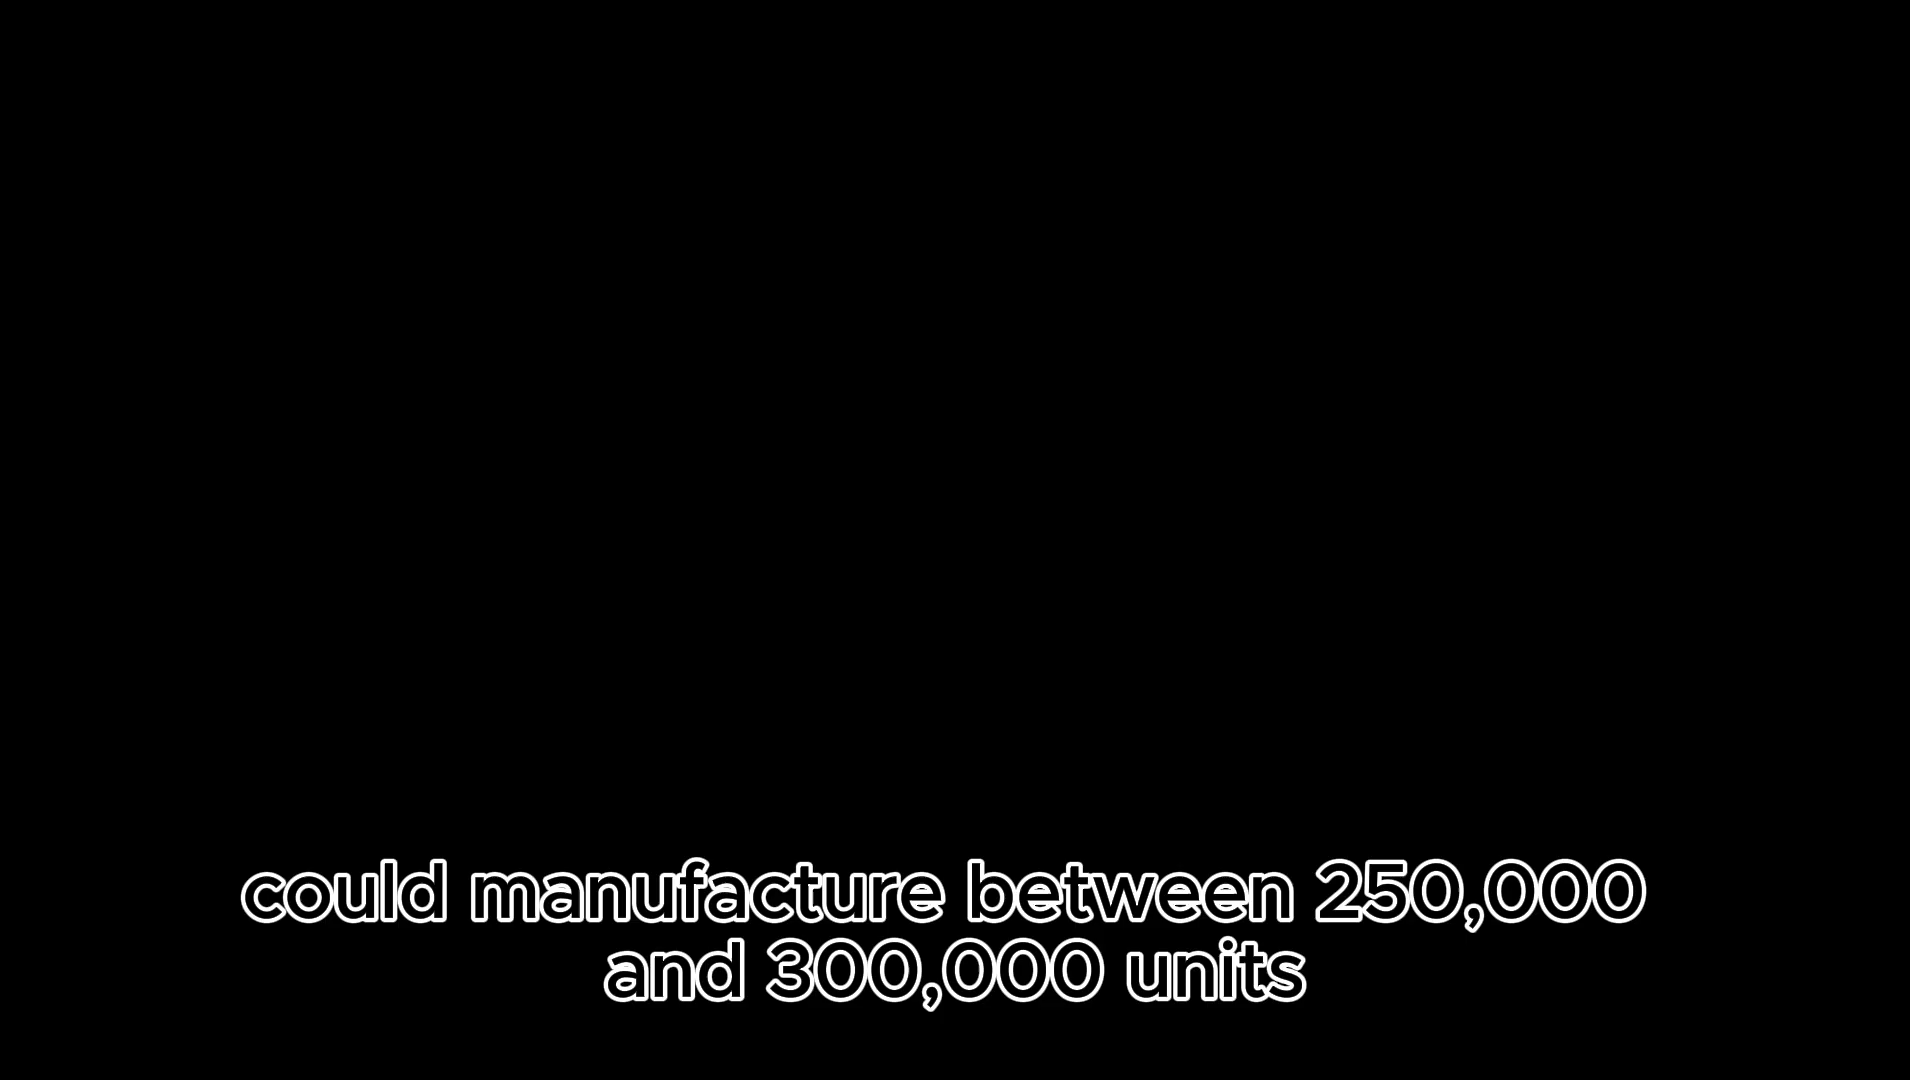 could manufacture between 250,000
and 300,000 units